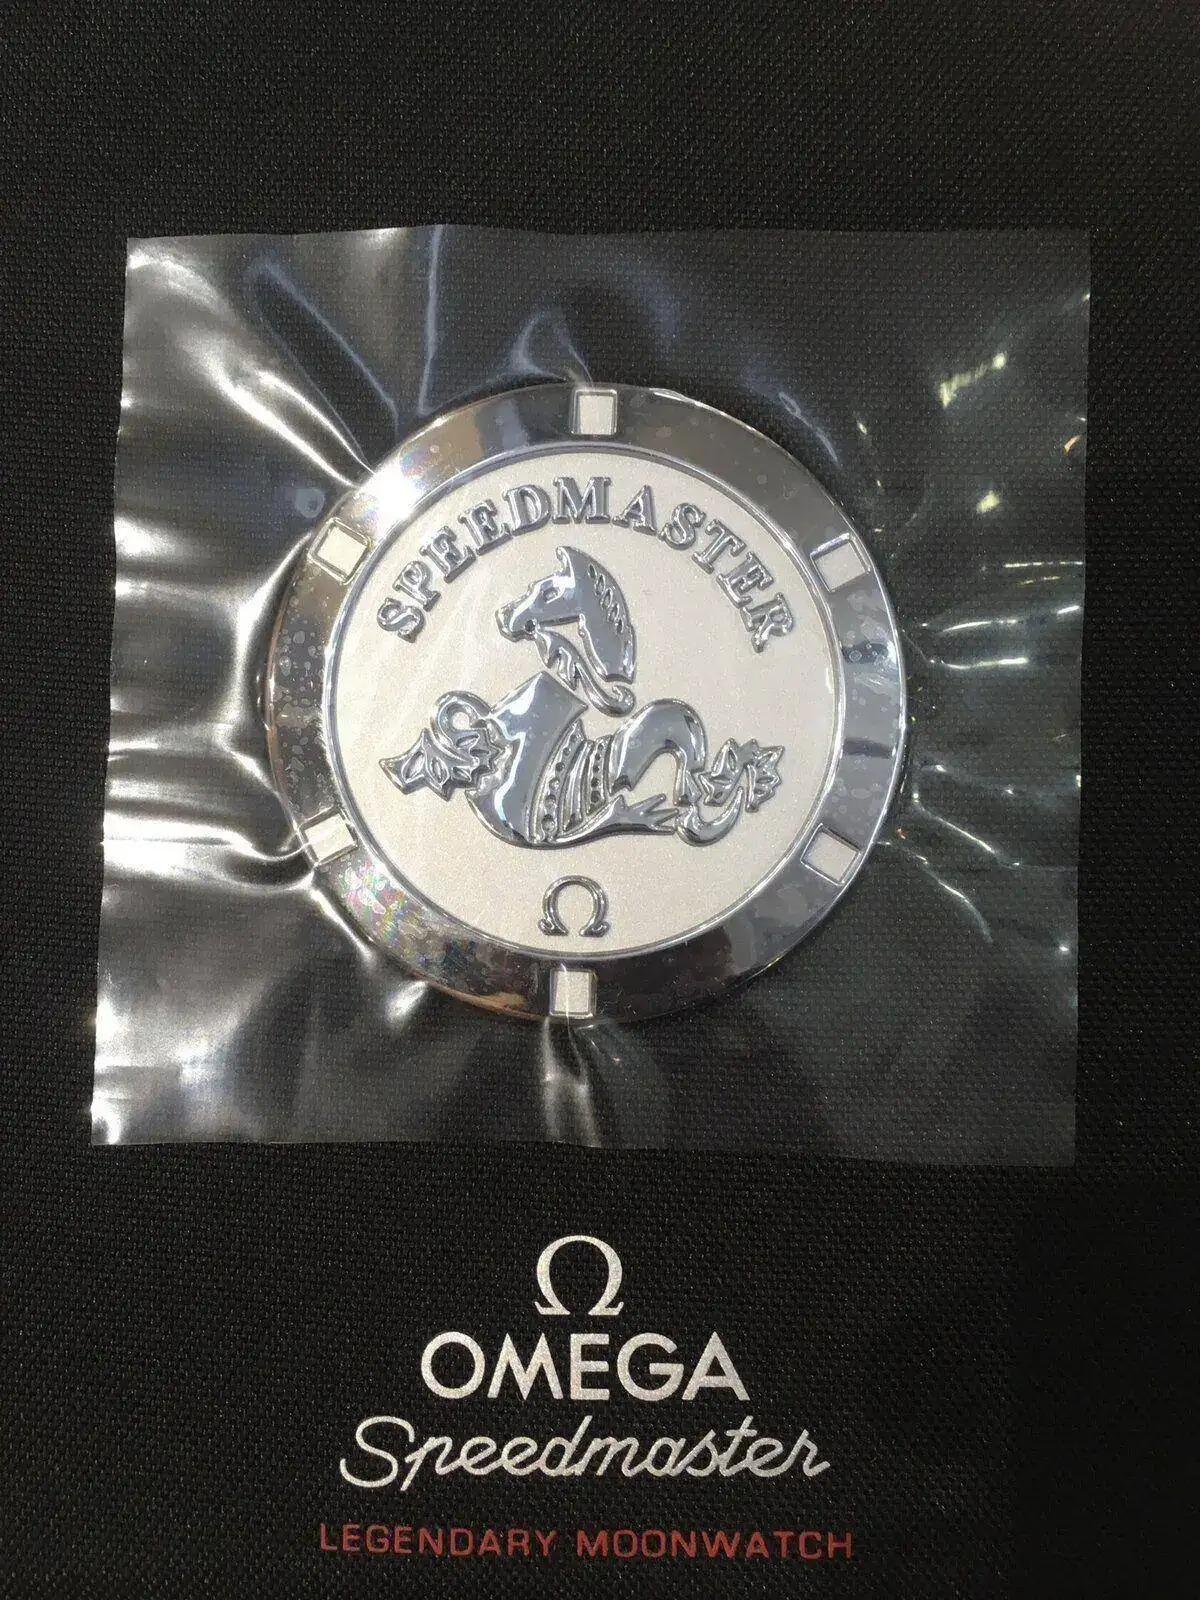 SPEEDMASTER
Ω
Ω
OMEGA
Speedmaster
LEGENDARY MOONWATCH